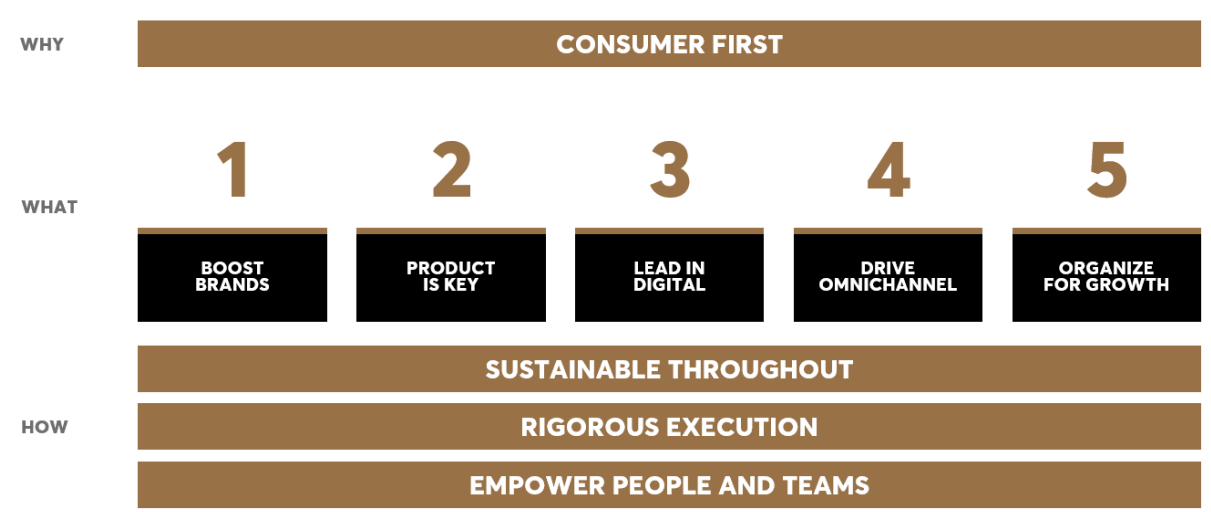 WHY
CONSUMER FIRST
1
2
3
4
5
WHAT
BOOST
BRANDS
PRODUCT
IS KEY
LEAD IN
DIGITAL
DRIVE
OMNICHANNEL
ORGANIZE
FOR GROWTH
SUSTAINABLE THROUGHOUT
HOW
RIGOROUS EXECUTION
EMPOWER PEOPLE AND TEAMS